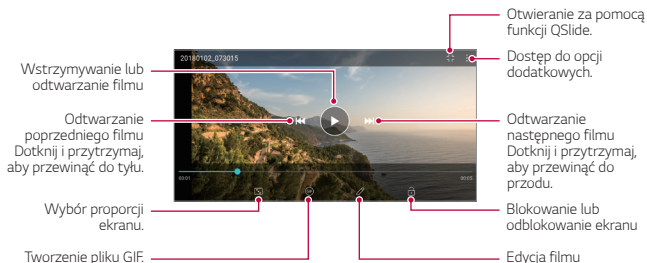 Otwieranie za pomocą
funkcji QSlide.
20180102_073015
Dostęp do opcji
dodatkowych.
Wstrzymywanie lub
odtwarzanie filmu
Odtwarzanie
poprzedniego filmu
Dotknij i przytrzymaj,
aby przewinąć do tyłu.
Odtwarzanie
następnego filmu
Dotknij i przytrzymaj,
aby przewinąć do
przodu.
00:01
00:05
Wybór proporcji
ekranu.
Blokowanie lub
odblokowanie ekranu
Tworzenie pliku GIF.
Edycja filmu